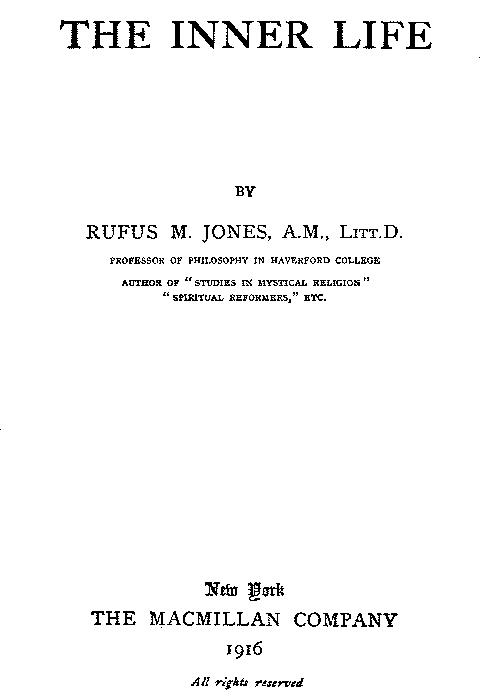 THE INNER LIFE
BY
RUFUS M. JONES, A.M., LITT.D.
PROFESSOR OF PHILOSOPHY IN HAVERFORD COLLEGE
AUTHOR OF "STUDIES IN MYSTICAL RELIGION"
"SPIRITUAL REFORMERS," ETC.
New York
THE MACMILLAN COMPANY
1916
All rights reserved